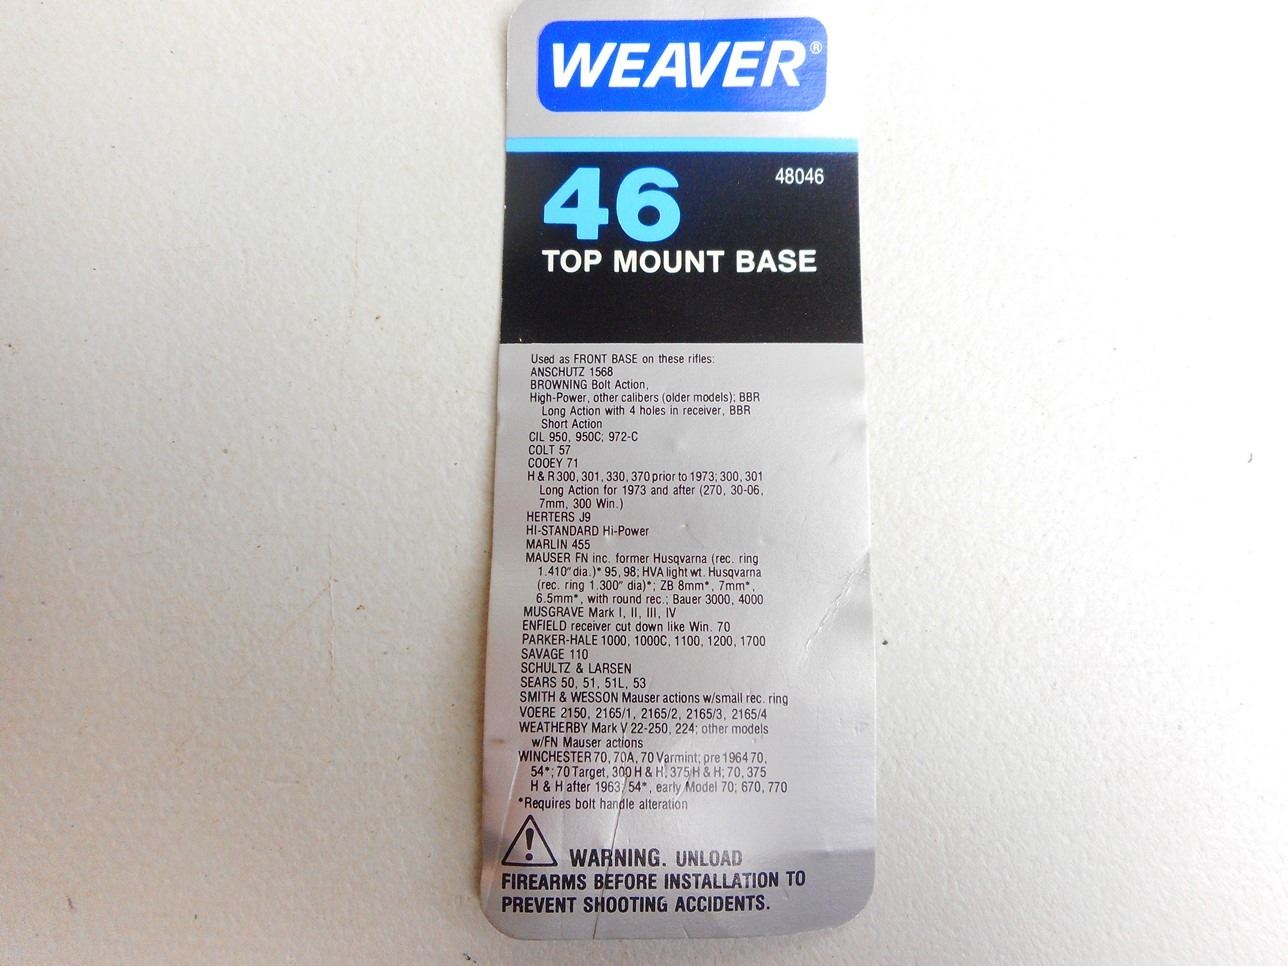 WEAVER®
46 48046
TOP MOUNT BASE
Used as FRONT BASE on these rifles:
ANSCHUTZ 1568
BROWNING Bolt Action,
High-Power, other calibers (older models); BBR
Long Action with 4 holes in receiver, BBR
Short Action
CIL 950, 950C; 972-C
COLT 57
COOEY 71
H & R 300, 301, 330, 370 prior to 1973; 300, 301
Long Action for 1973 and after (270, 30-06,
7mm, 300 Win.)
HERTERS J9
HI-STANDARD Hi-Power
MARLIN 455
MAUSER FN inc. former Husqvarna (rec. ring
1.410" dia.)* 95, 98; HVA light wt. Husqvarna
(rec. ring 1.300" dia)*; ZB 8mm*, 7mm*,
6.5mm*, with round rec.; Bauer 3000, 4000
MUSGRAVE Mark I, II, III, IV
ENFIELD receiver cut down like Win. 70
PARKER-HALE 1000, 1000C, 1100, 1200, 1700
SAVAGE 110
SCHULTZ & LARSEN
SEARS 50, 51, 51L, 53
SMITH & WESSON Mauser actions w/small rec. ring
VOERE 2150, 2165/1, 2165/2, 2165/3, 2165/4
WEATHERBY Mark V 22-250, 224; other models
w/FN Mauser actions
WINCHESTER 70, 70A, 70 Varmint; pre 1964 70,
54*; 70 Target, 300 H & H, 375 H & H; 70, 375
H & H after 1963; 54*, early Model 70; 670, 770
*Requires bolt handle alteration
WARNING. UNLOAD
FIREARMS BEFORE INSTALLATION TO
PREVENT SHOOTING ACCIDENTS.